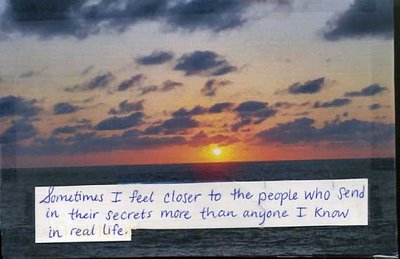 Sometimes I feel closer to the people who send
in their secrets more than anyone I know
in real life.